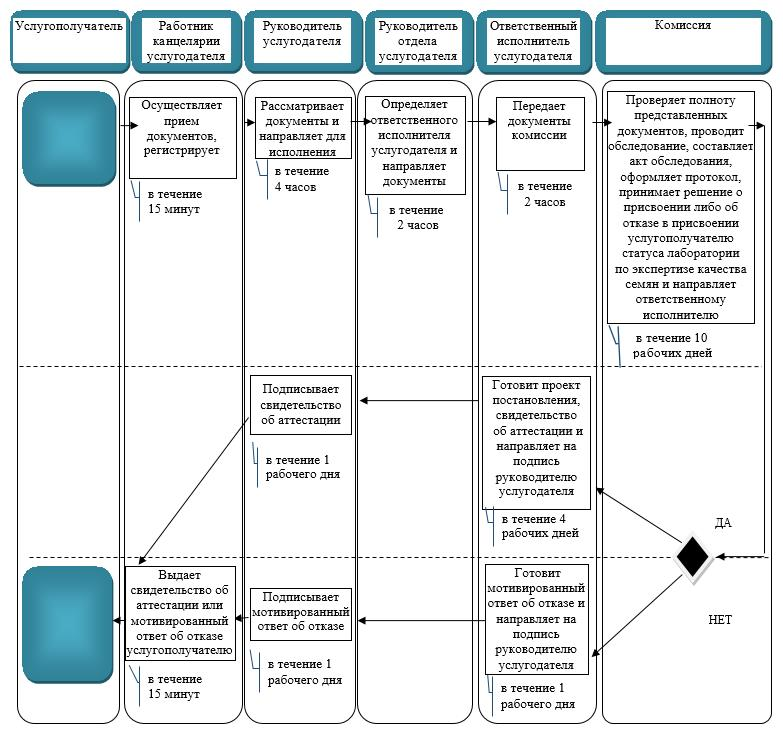 Услугополучатель
Работник
канцелярии
услугодателя
Руководитель
услугодателя
Руководитель
отдела
услугодателя
Ответственный
исполнитель
услугодателя
Комиссия
Осуществляет
прием
документов,
регистрирует
в течение
15 минут
Рассматривает
документы и
направляет для
исполнения
в течение
4 часов
Определяет
ответственного
исполнителя
услугодателя и
направляет
документы
в течение
2 часов
Передает
документы
комиссии
в течение
2 часов
Проверяет полноту
представленных
документов, проводит
обследование, составляет
акт обследования,
оформляет протокол,
принимает решение о
присвоении либо об
отказе в присвоении
услугополучателю
статуса лаборатории
по экспертизе качества
семян и направляет
ответственному
исполнителю
в течение 10
рабочих дней
Подписывает
свидетельство
об аттестации
в течение 1
рабочего дня
Готовит проект
постановления,
свидетельство
об аттестации и
направляет на
подпись
руководителю
услугодателя
в течение 4
рабочих дней
ДА
НЕТ
Выдает
свидетельство об
аттестации или
мотивированный
ответ об отказе
услугополучателю
в течение
15 минут
Подписывает
мотивированный
ответ об отказе
в течение 1
рабочего дня
Готовит
мотивированный
ответ об отказе и
направляет на
подпись
руководителю
услугодателя
в течение 1
рабочего дня